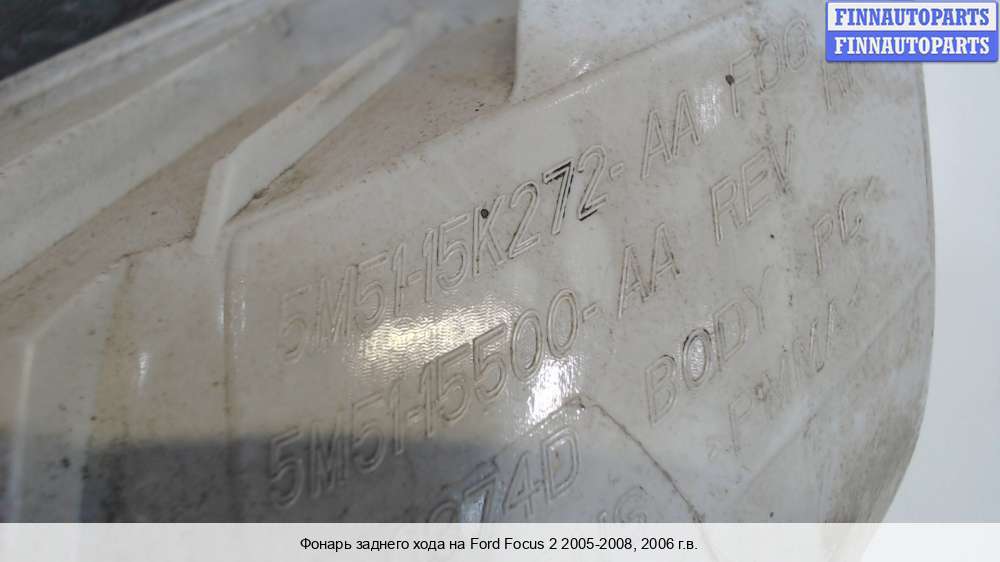 FINNAUTOPARTS
FINNAUTOPARTS
5M51-15K272-AA FOG
5M51-15500-AA REV
BODY PC
874D
Фонарь заднего хода на Ford Focus 2 2005-2008, 2006 г.в.